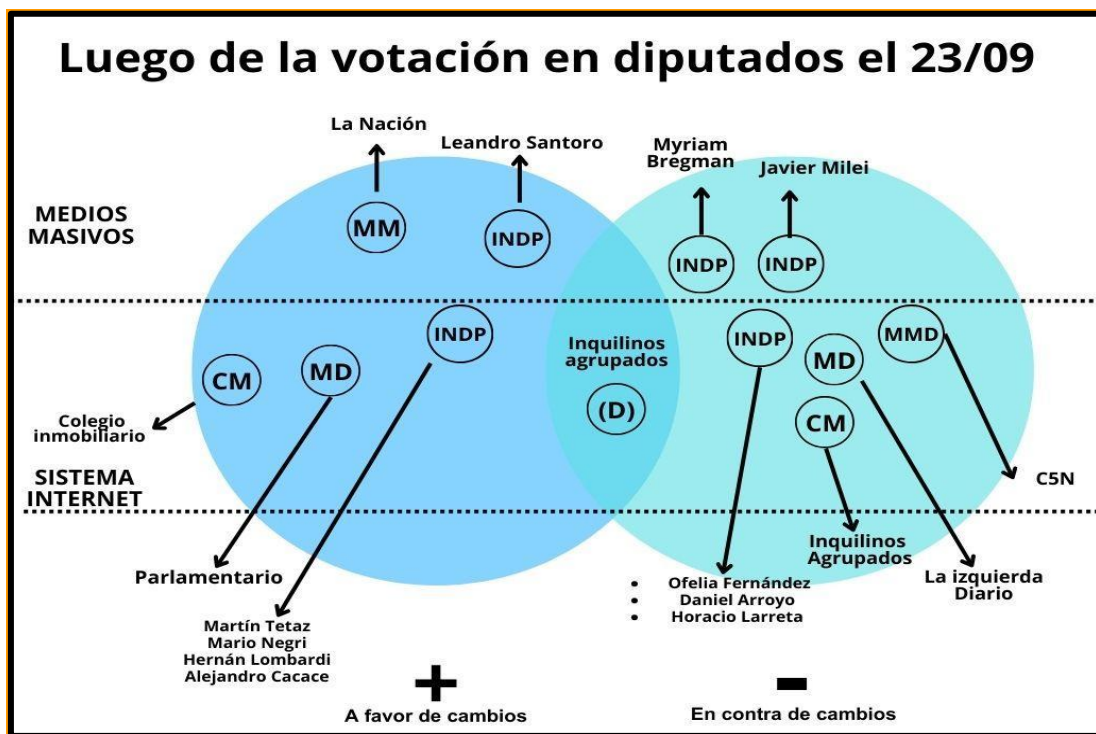 Luego de la votación en diputados el 23/09
La Nación
Leandro Santoro
Myriam
Bregman
Javier Milei
MEDIOS
MASIVOS
MM
INDP
INDP
INDP
INDP
Inquilinos
agrupados
(D)
INDP
MD
MMD
CM
MD
CM
Colegio
inmobiliario
SISTEMA
INTERNET
C5N
Parlamentario
Inquilinos
Agrupados
La izquierda
Diario
• Ofelia Fernández
• Daniel Arroyo
• Horacio Larreta
Martín Tetaz
Mario Negri
Hernán Lombardi
Alejandro Cacace
+
-
A favor de cambios
En contra de cambios